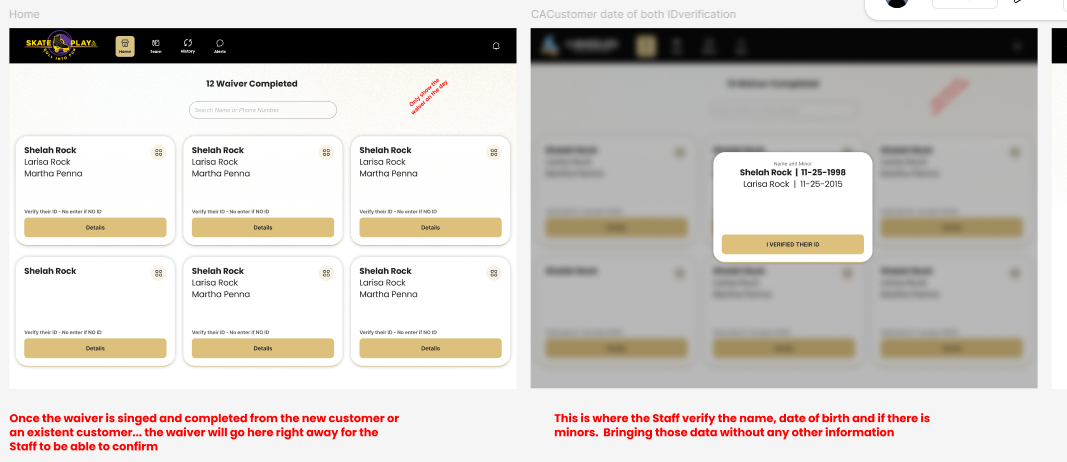 Home
SKATE PLAY
Home
Team
History
Alerts
12 Waiver Completed
Only show the
waiver on the day
Search Name or Phone Number
Shelah Rock
Larisa Rock
Martha Penna
Verify their ID - No enter if NO ID
Details
Shelah Rock
Larisa Rock
Martha Penna
Verify their ID - No enter if NO ID
Details
Shelah Rock
Larisa Rock
Martha Penna
Verify their ID - No enter if NO ID
Details
Shelah Rock
Verify their ID - No enter if NO ID
Details
Shelah Rock
Larisa Rock
Martha Penna
Verify their ID - No enter if NO ID
Details
Shelah Rock
Larisa Rock
Martha Penna
Verify their ID - No enter if NO ID
Details
Once the waiver is singed and completed from the new customer or
an existent customer... the waiver will go here right away for the
Staff to be able to confirm
CACustomer date of both IDverification
12 Waiver Completed
Name and Minor
Shelah Rock | 11-25-1998
Larisa Rock | 11-25-2015
I VERIFIED THEIR ID
This is where the Staff verify the name, date of birth and if there is
minors. Bringing those data without any other information